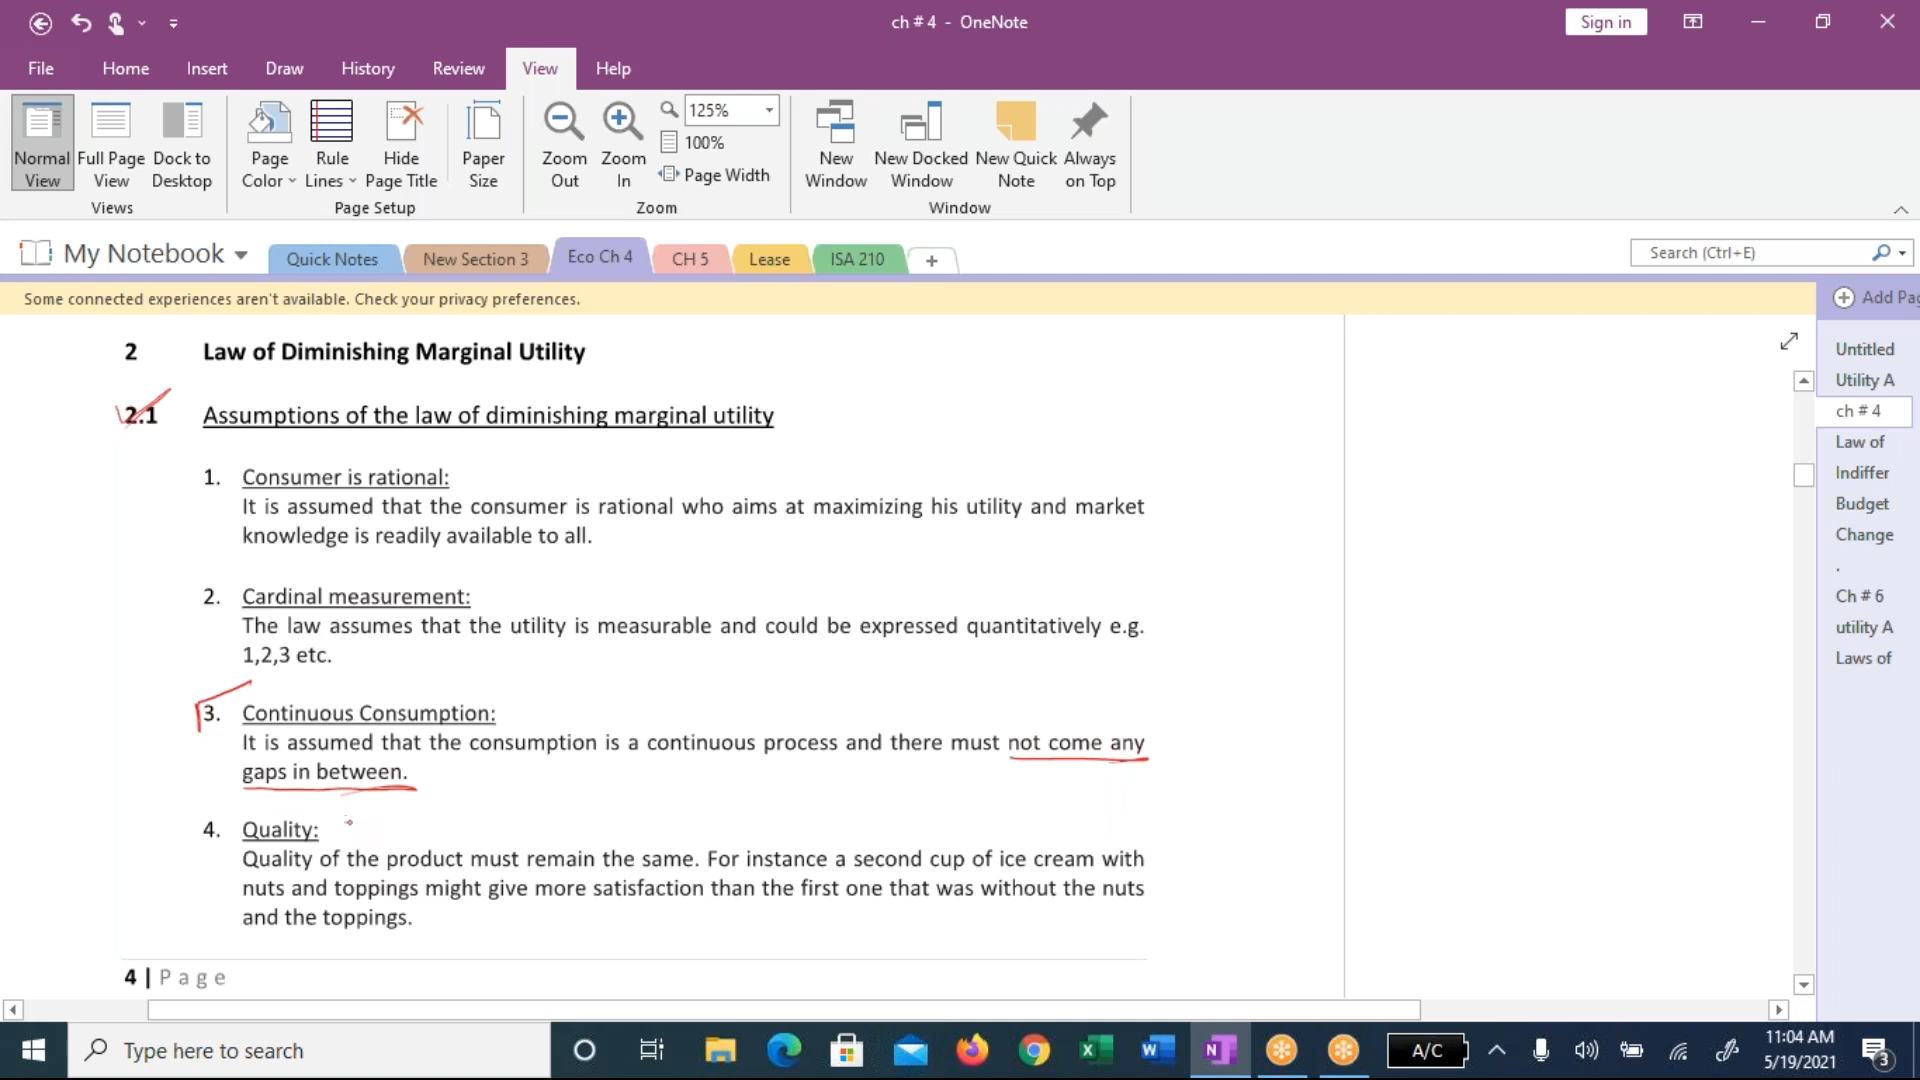 ch # 4 - OneNote
Sign in
File Home Insert Draw History Review View Help
Normal View
Full Page View
Dock to Desktop
Views
Page Color
Rule Lines
Hide Page Title
Paper Size
Page Setup
Zoom Out
Zoom In
125%
100%
Page Width
Zoom
New Window
New Docked Window
New Quick Note
Always on Top
Window
My Notebook
Quick Notes
New Section 3
Eco Ch 4
CH 5
Lease
ISA 210
Search (Ctrl+E)
Some connected experiences aren't available. Check your privacy preferences.
Add Pag
Untitled
Utility A
ch # 4
Law of
Indiffer
Budget
Change
.
Ch # 6
utility A
Laws of
2 Law of Diminishing Marginal Utility
2.1 Assumptions of the law of diminishing marginal utility
1. Consumer is rational:
It is assumed that the consumer is rational who aims at maximizing his utility and market
knowledge is readily available to all.
2. Cardinal measurement:
The law assumes that the utility is measurable and could be expressed quantitatively e.g.
1,2,3 etc.
3. Continuous Consumption:
It is assumed that the consumption is a continuous process and there must not come any
gaps in between.
4. Quality:
Quality of the product must remain the same. For instance a second cup of ice cream with
nuts and toppings might give more satisfaction than the first one that was without the nuts
and the toppings.
4 | Page
Type here to search
A/C
11:04 AM
5/19/2021
3